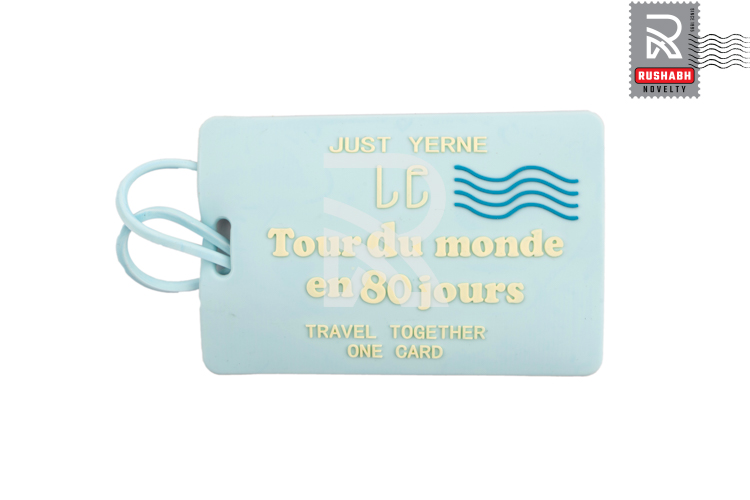 RUSHABH
NOVELTY
JUST YERNE
LE
Tour du monde
en 80 jours
TRAVEL TOGETHER
ONE CARD